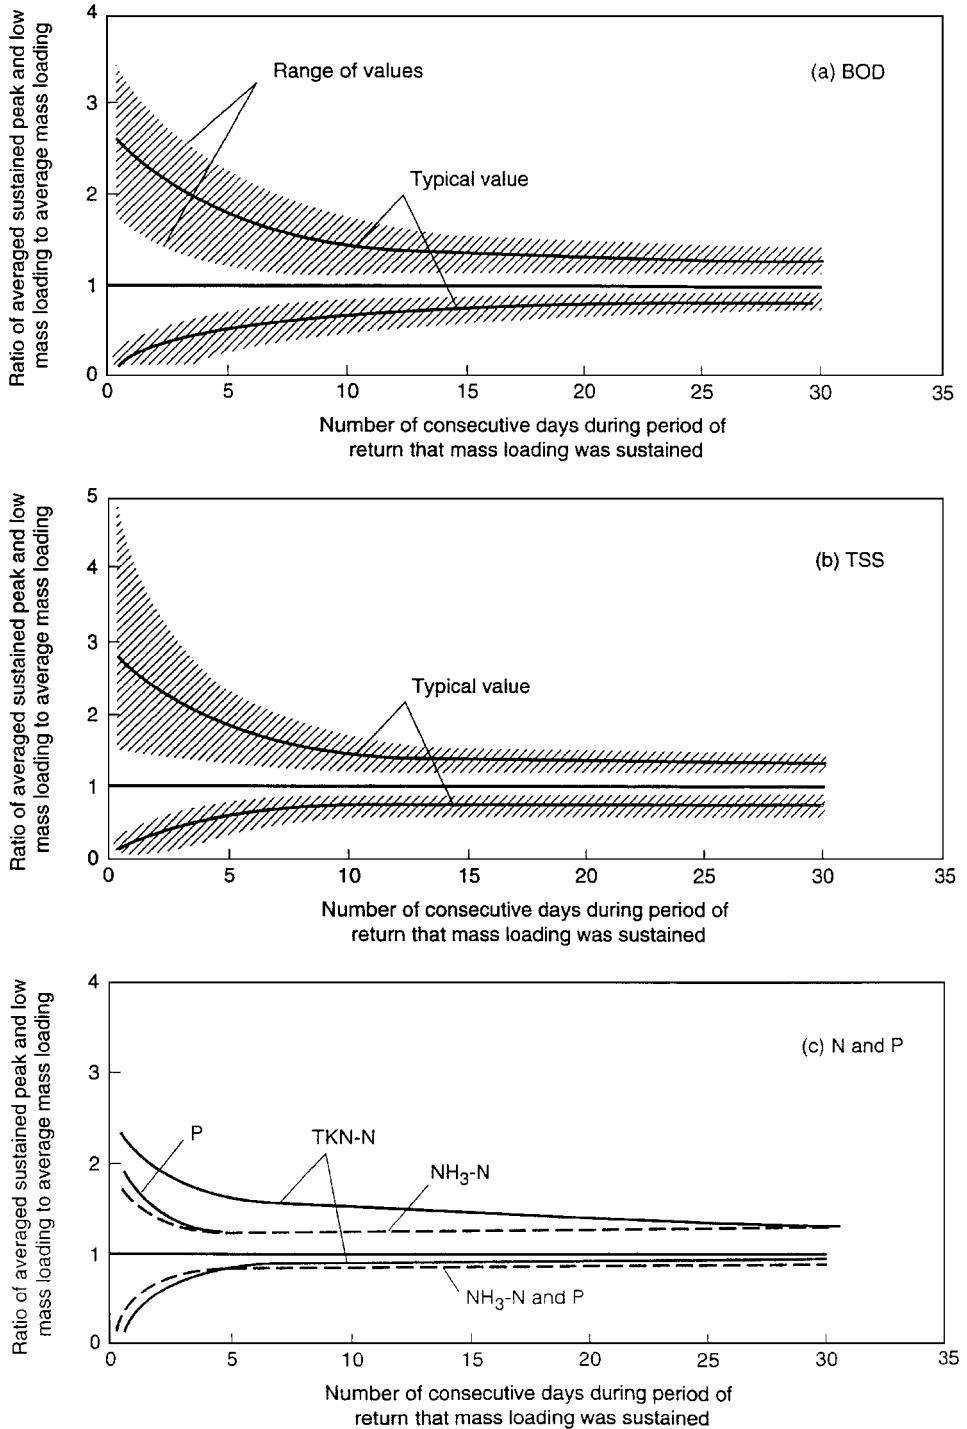 Ratio of averaged sustained peak and low
mass loading to average mass loading
4
3
2
1
0
Range of values
(a) BOD
Typical value
0 5 10 15 20 25 30 35
Number of consecutive days during period of
return that mass loading was sustained
Ratio of averaged sustained peak and low
mass loading to average mass loading
5
4
3
2
1
0
(b) TSS
Typical value
0 5 10 15 20 25 30 35
Number of consecutive days during period of
return that mass loading was sustained
Ratio of averaged sustained peak and low
mass loading to average mass loading
4
3
2
1
0
(c) N and P
P
TKN-N
NH3-N
NH3-N and P
0 5 10 15 20 25 30 35
Number of consecutive days during period of
return that mass loading was sustained